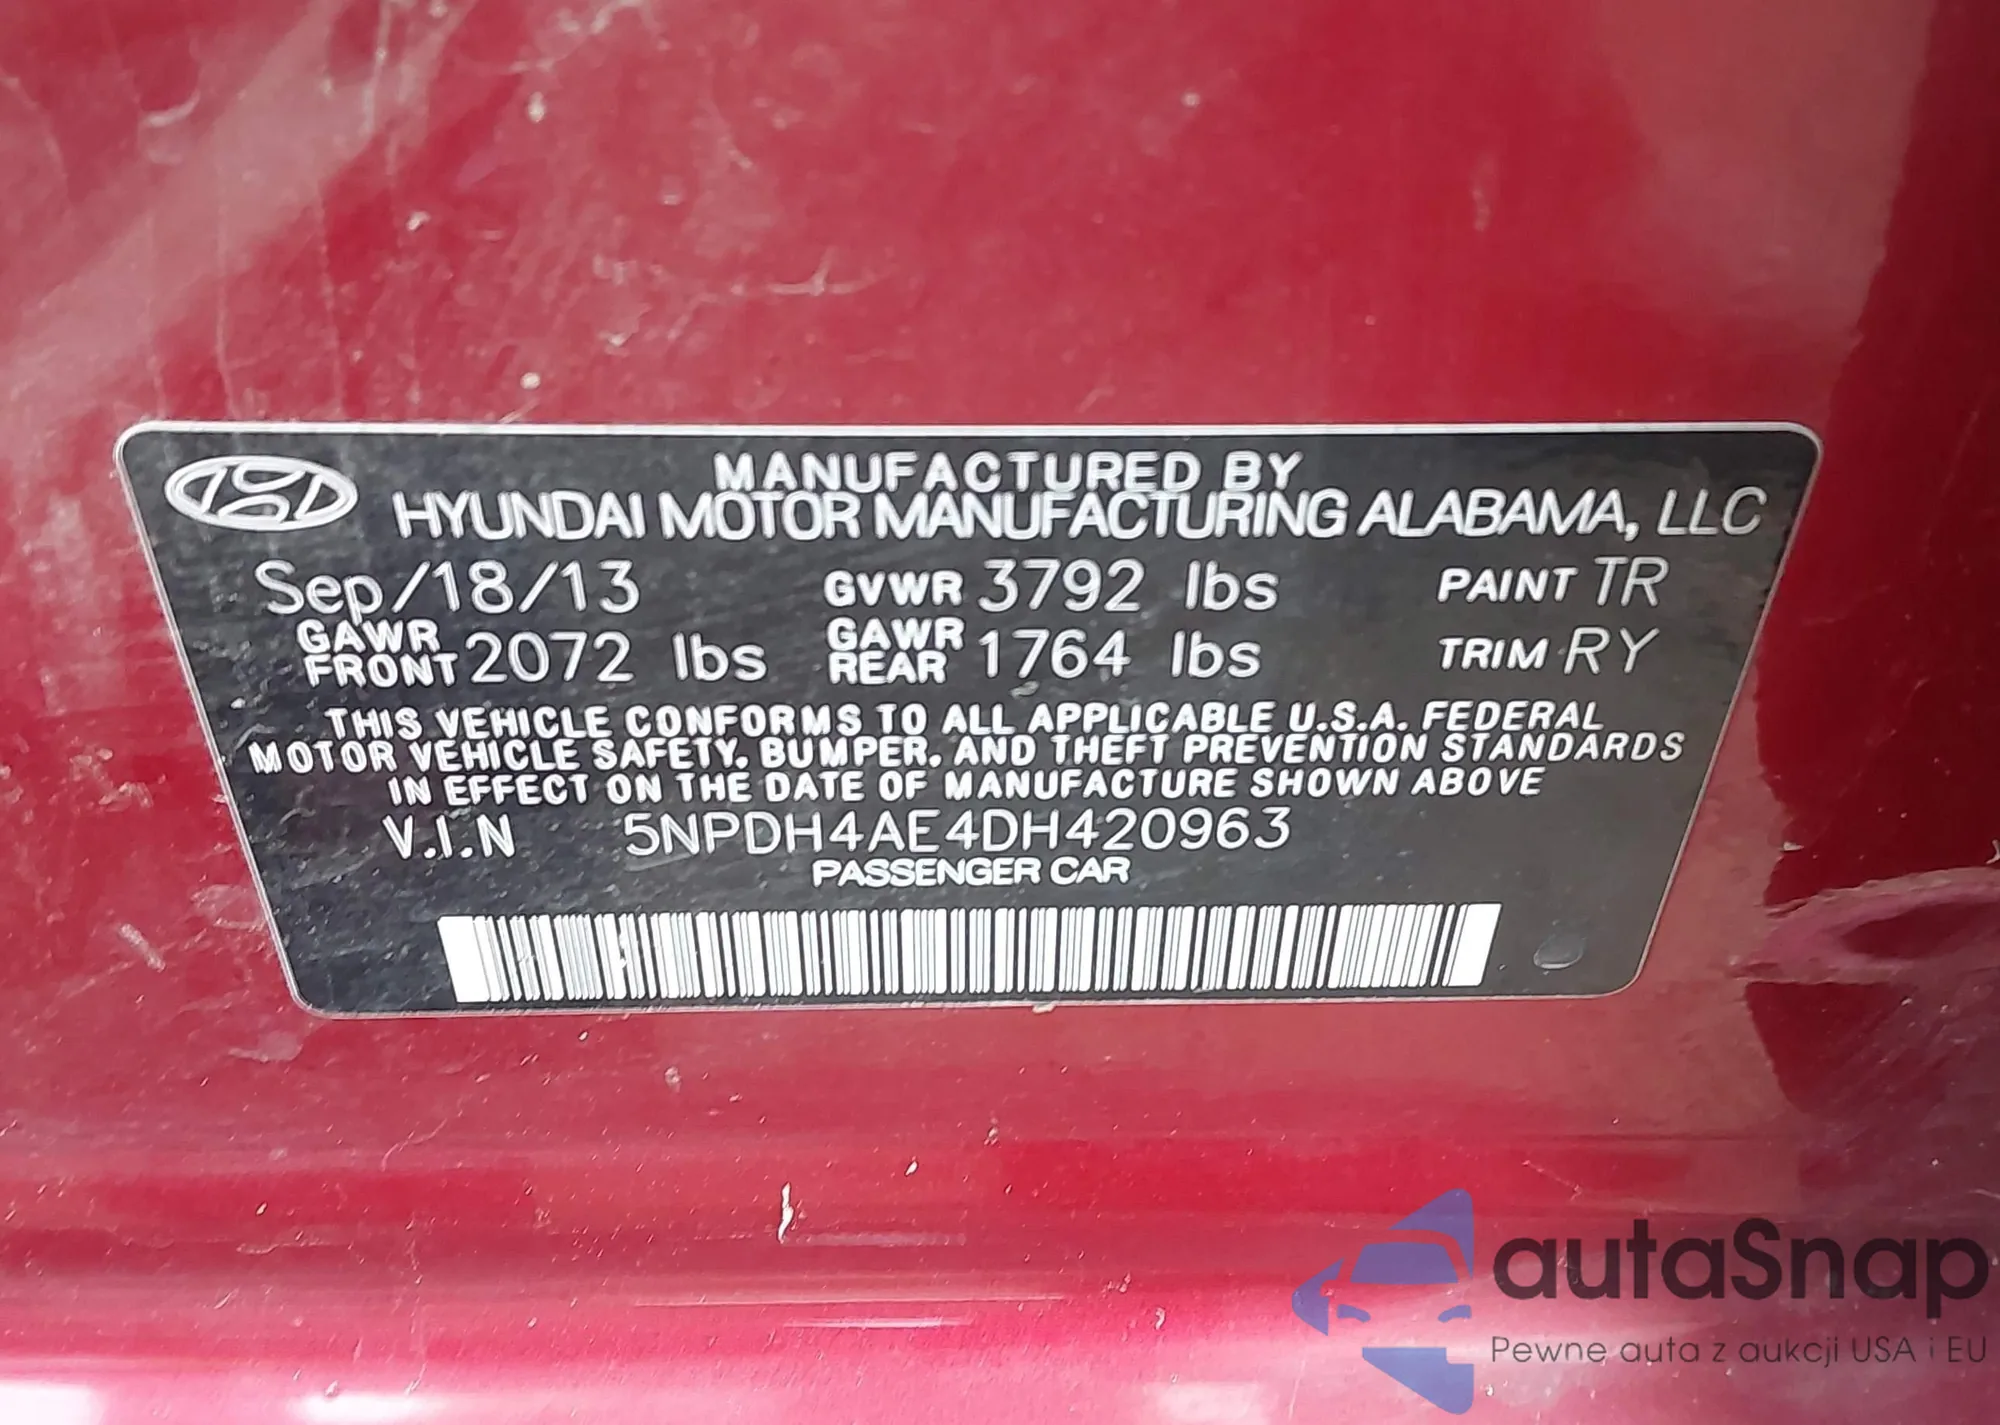 MANUFACTURED BY
HYUNDAI MOTOR MANUFACTURING ALABAMA, LLC
Sep/18/13 GVWR 3792 lbs PAINT TR
GAWR FRONT 2072 lbs GAWR REAR 1764 lbs TRIM RY
THIS VEHICLE CONFORMS TO ALL APPLICABLE U.S.A. FEDERAL
MOTOR VEHICLE SAFETY, BUMPER, AND THEFT PREVENTION STANDARDS
IN EFFECT ON THE DATE OF MANUFACTURE SHOWN ABOVE
V.I.N 5NPDH4AE4DH420963
PASSENGER CAR
autaSnap
Pewne auta z aukcji USA i EU